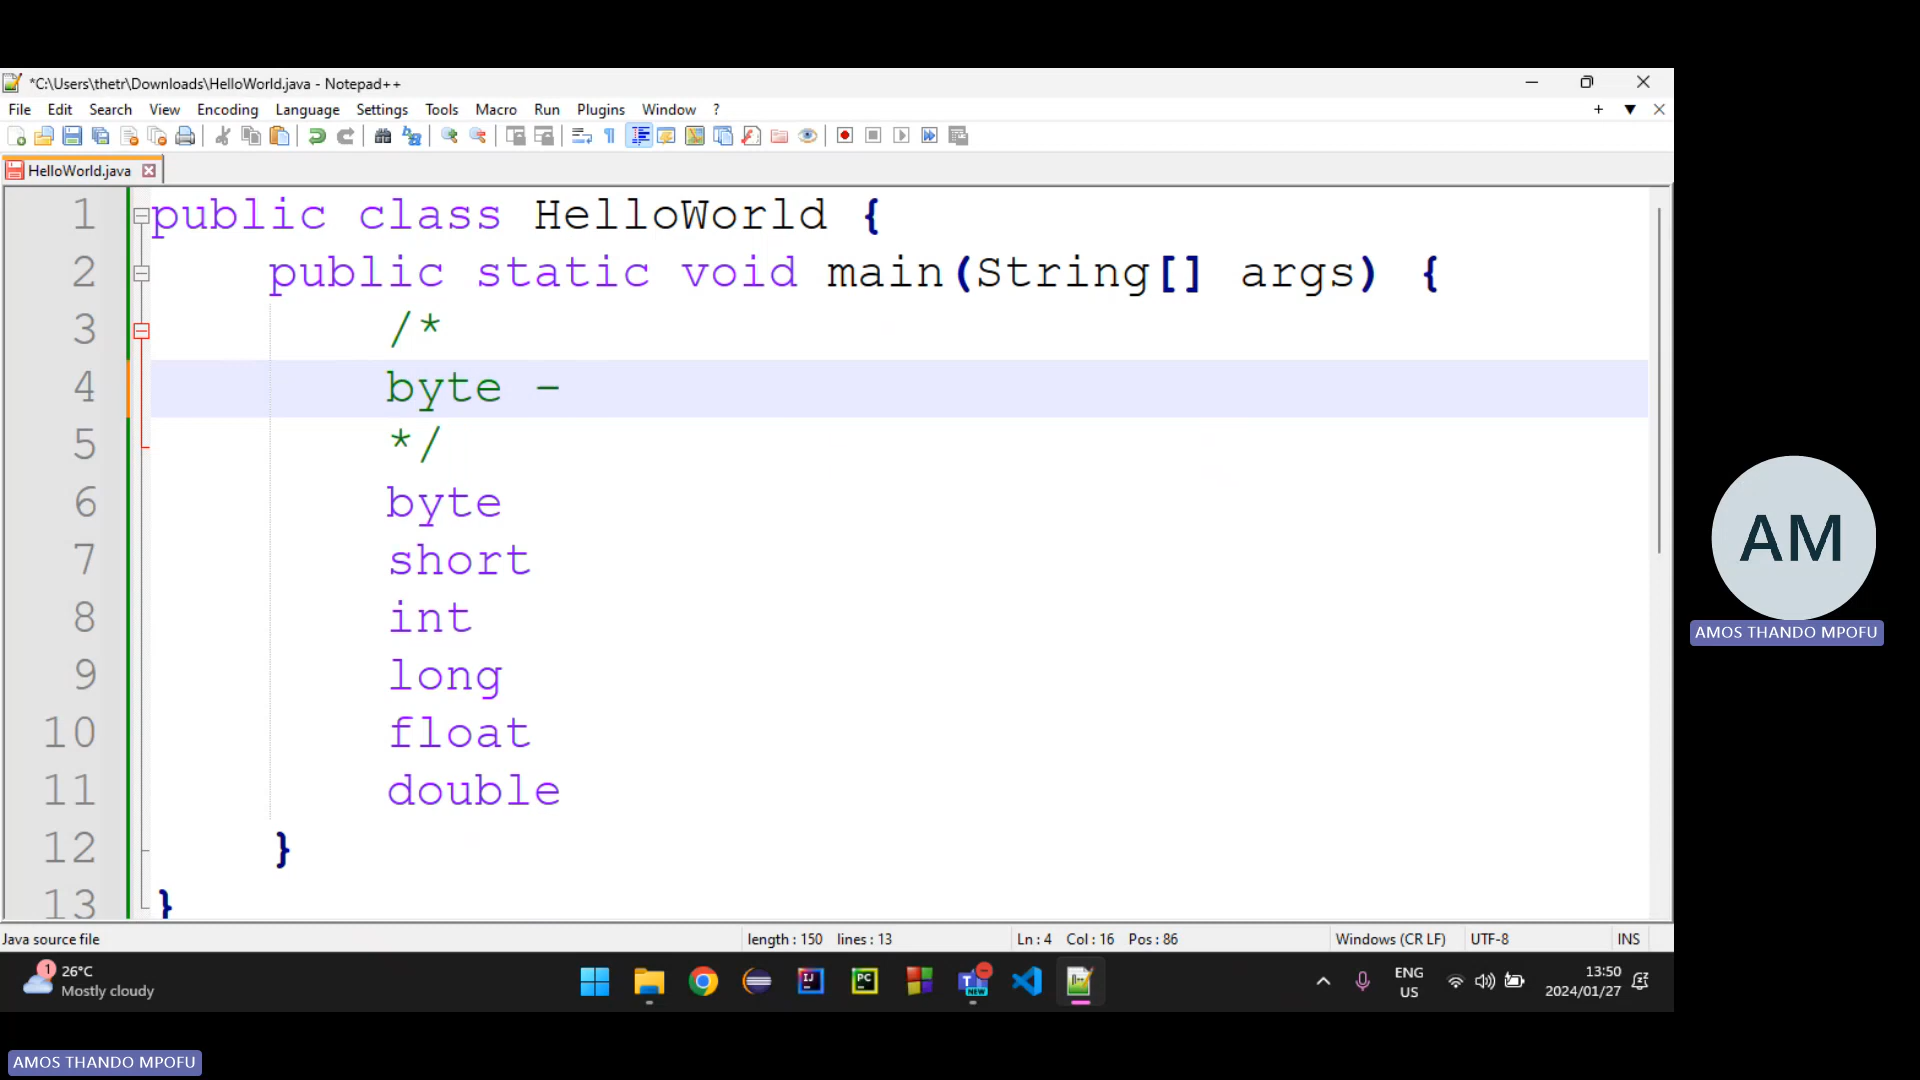 *C:\Users\thetr\Downloads\HelloWorld.java - Notepad++
File Edit Search View Encoding Language Settings Tools Macro Run Plugins Window ?
HelloWorld.java
1 public class HelloWorld {
2 public static void main(String[] args) {
3 /*
4 byte -
5 */
6 byte
7 short
8 int
9 long
10 float
11 double
12 }
13 }
AM
AMOS THANDO MPOFU
Java source file length : 150 lines : 13 Ln : 4 Col : 16 Pos : 86 Windows (CR LF) UTF-8 INS
1 26°C
Mostly cloudy
ENG
US
13:50
2024/01/27
AMOS THANDO MPOFU